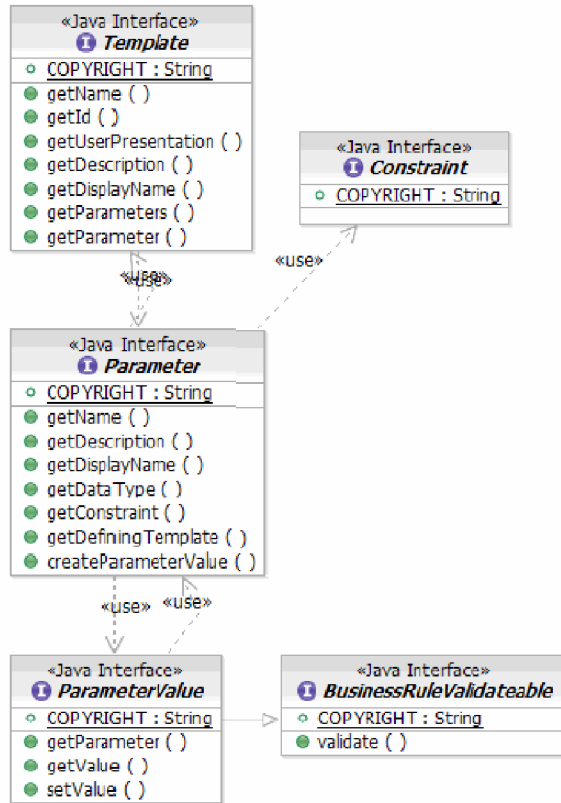 «Java Interface»
I Template
COPYRIGHT : String
getName ( )
getId ( )
getUserPresentation ( )
getDescription ( )
getDisplayName ( )
getParameters ( )
getParameter ( )
«Java Interface»
I Constraint
COPYRIGHT : String
«use»
«use»
«use»
«Java Interface»
I Parameter
COPYRIGHT : String
getName ( )
getDescription ( )
getDisplayName ( )
getDataType ( )
getConstraint ( )
getDefiningTemplate ( )
createParameterValue ( )
«use»
«use»
«Java Interface»
I ParameterValue
COPYRIGHT : String
getParameter ( )
getValue ( )
setValue ( )
«Java Interface»
I BusinessRuleValidateable
COPYRIGHT : String
validate ( )